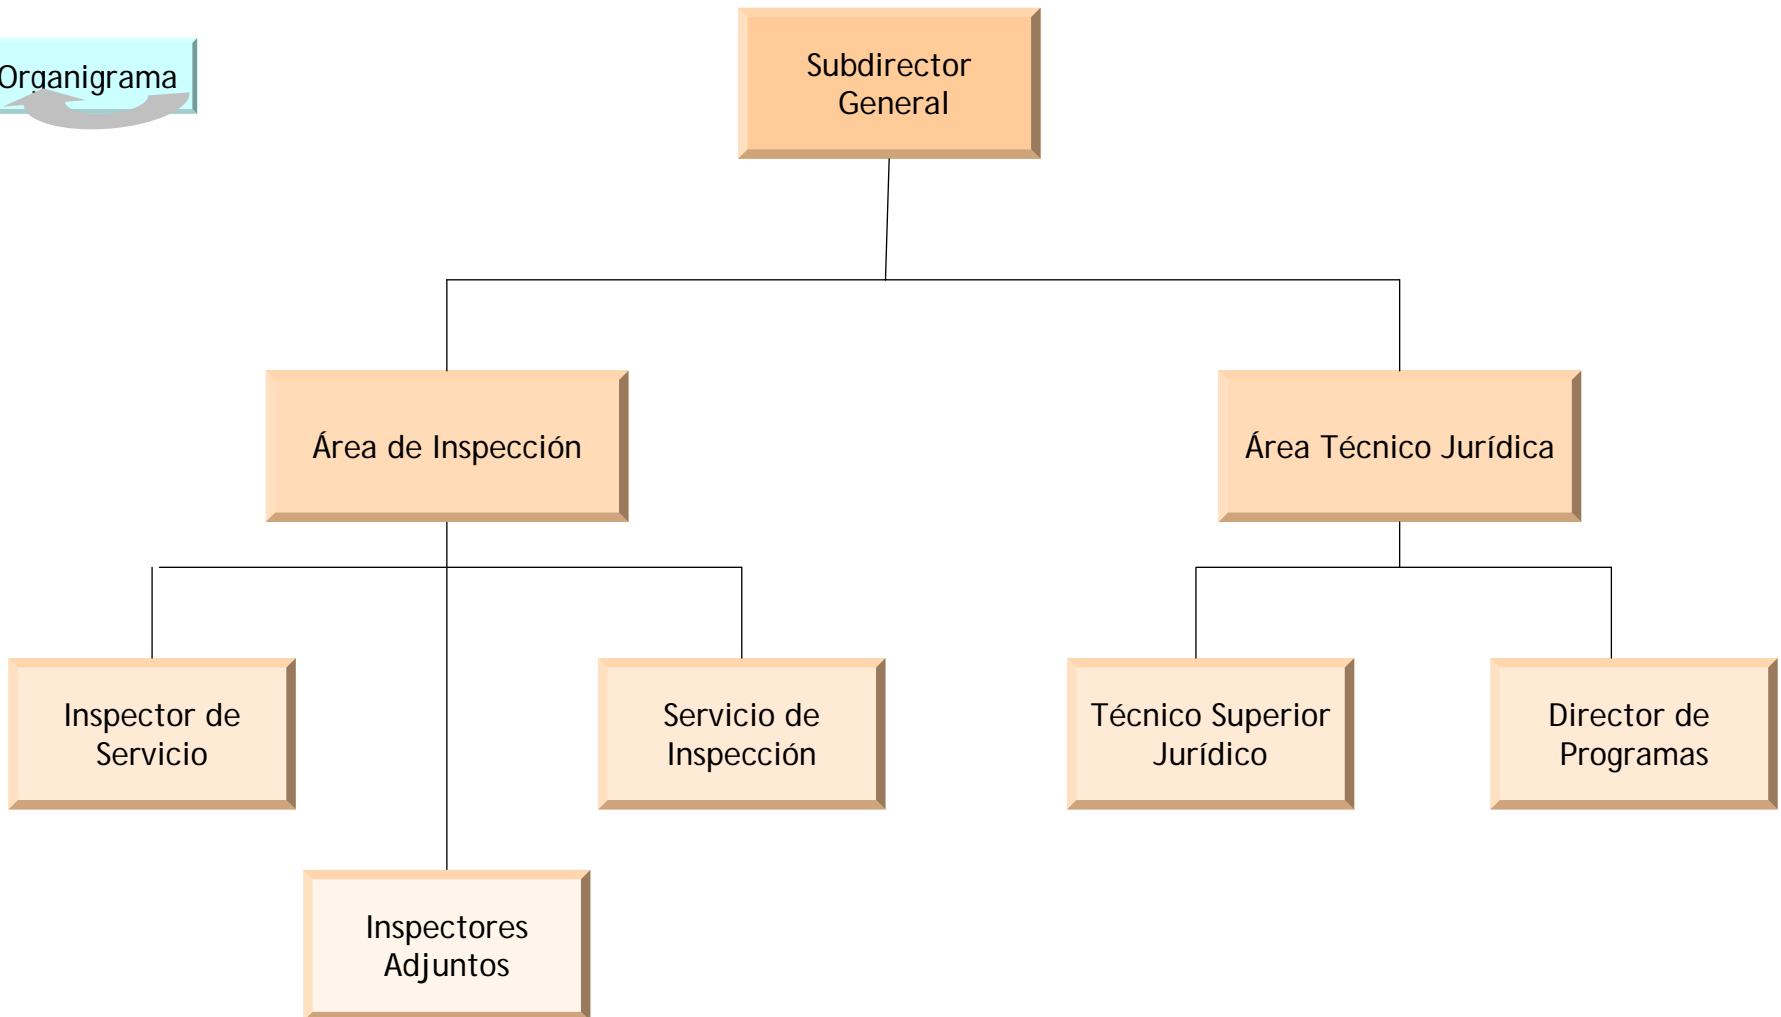 Organigrama
Subdirector
General
Área de Inspección
Área Técnico Jurídica
Inspector de
Servicio
Servicio de
Inspección
Técnico Superior
Jurídico
Director de
Programas
Inspectores
Adjuntos